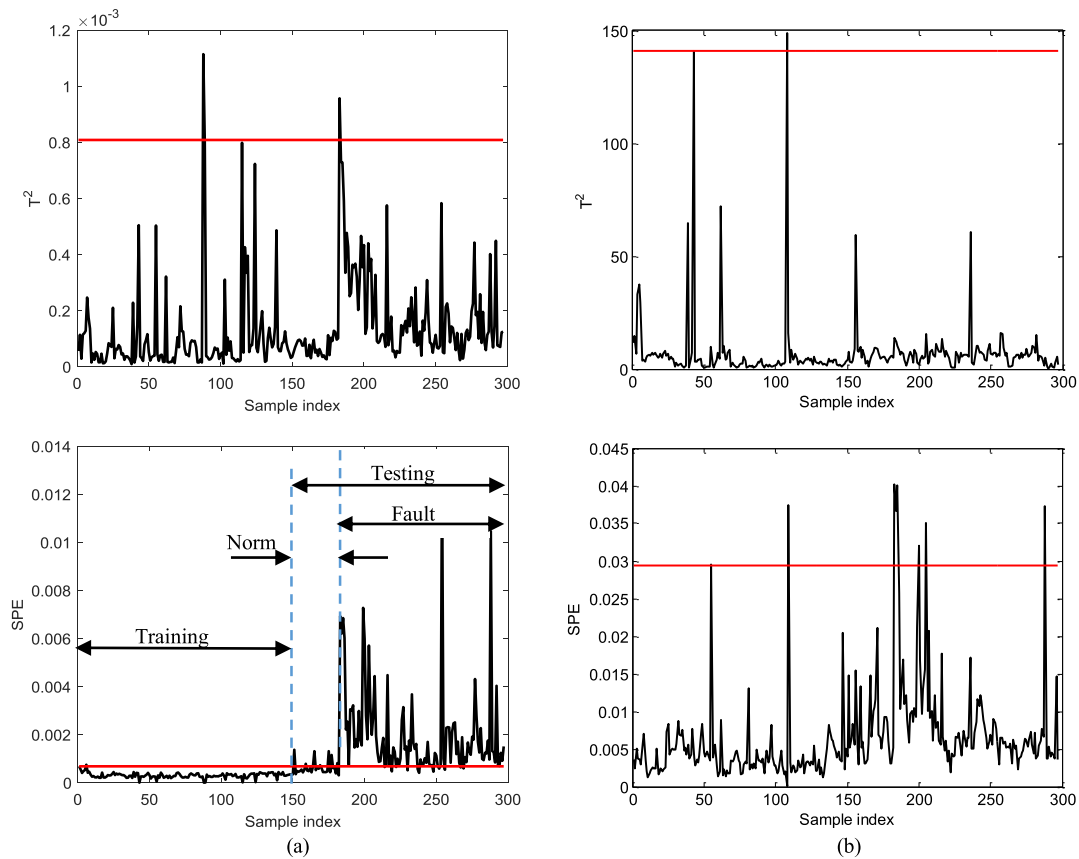 ×10-3
1.2
1
0.8
0.6
0.4
0.2
0
T2
0 50 100 150 200 250 300
Sample index
150
100
50
0
T2
0 50 100 150 200 250 300
Sample index
0.014
0.012
0.01
0.008
0.006
0.004
0.002
0
SPE
Testing
Fault
Norm
Training
0 50 100 150 200 250 300
Sample index
(a)
0.045
0.04
0.035
0.03
0.025
0.02
0.015
0.01
0.005
0
SPE
0 50 100 150 200 250 300
Sample index
(b)